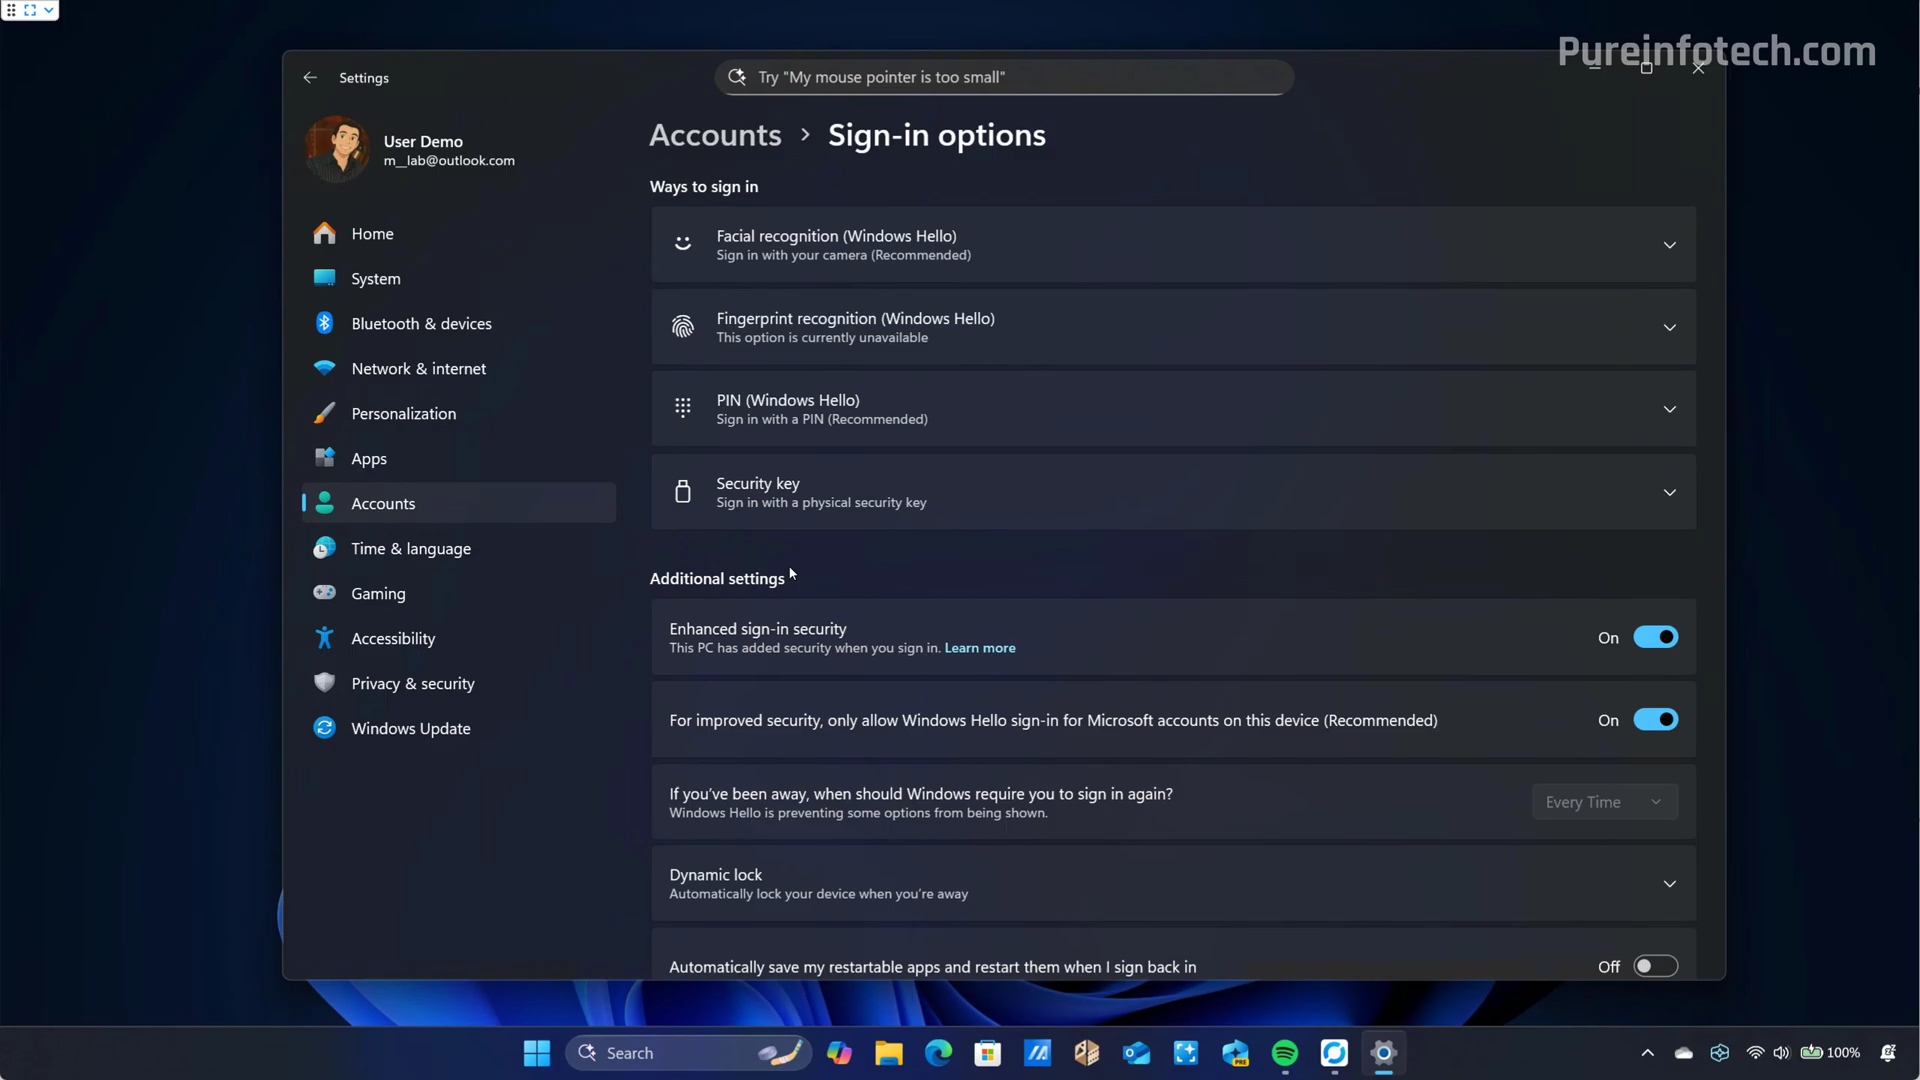 Pureinfotech.com
Settings
Try "My mouse pointer is too small"
User Demo
m__lab@outlook.com
Home
System
Bluetooth & devices
Network & internet
Personalization
Apps
Accounts
Time & language
Gaming
Accessibility
Privacy & security
Windows Update
Accounts > Sign-in options
Ways to sign in
Facial recognition (Windows Hello)
Sign in with your camera (Recommended)
Fingerprint recognition (Windows Hello)
This option is currently unavailable
PIN (Windows Hello)
Sign in with a PIN (Recommended)
Security key
Sign in with a physical security key
Additional settings
Enhanced sign-in security
This PC has added security when you sign in. Learn more
On
For improved security, only allow Windows Hello sign-in for Microsoft accounts on this device (Recommended)
On
If you've been away, when should Windows require you to sign in again?
Windows Hello is preventing some options from being shown.
Every Time
Dynamic lock
Automatically lock your device when you're away
Automatically save my restartable apps and restart them when I sign back in
Off
Search
PRE
100%